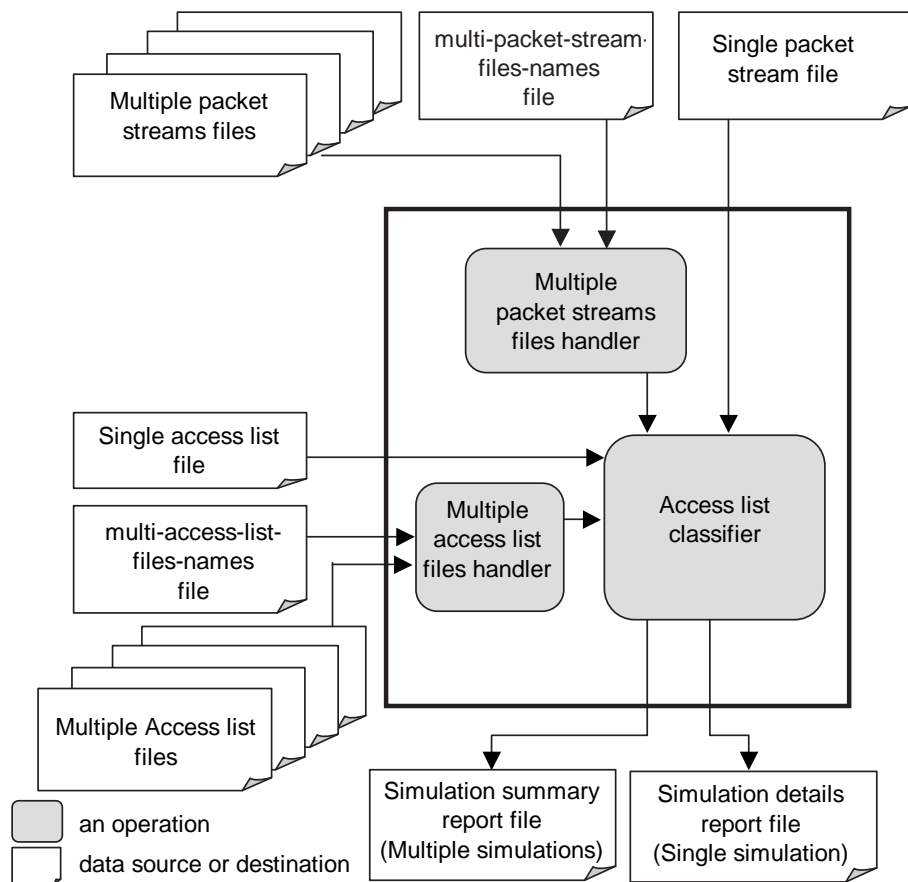 Multiple packet
streams files
multi-packet-stream-
files-names
file
Single packet
stream file
Multiple
packet streams
files handler
Single access list
file
multi-access-list-
files-names
file
Multiple
access list
files handler
Access list
classifier
Multiple Access list
files
Simulation summary
report file
(Multiple simulations)
Simulation details
report file
(Single simulation)
an operation
data source or destination